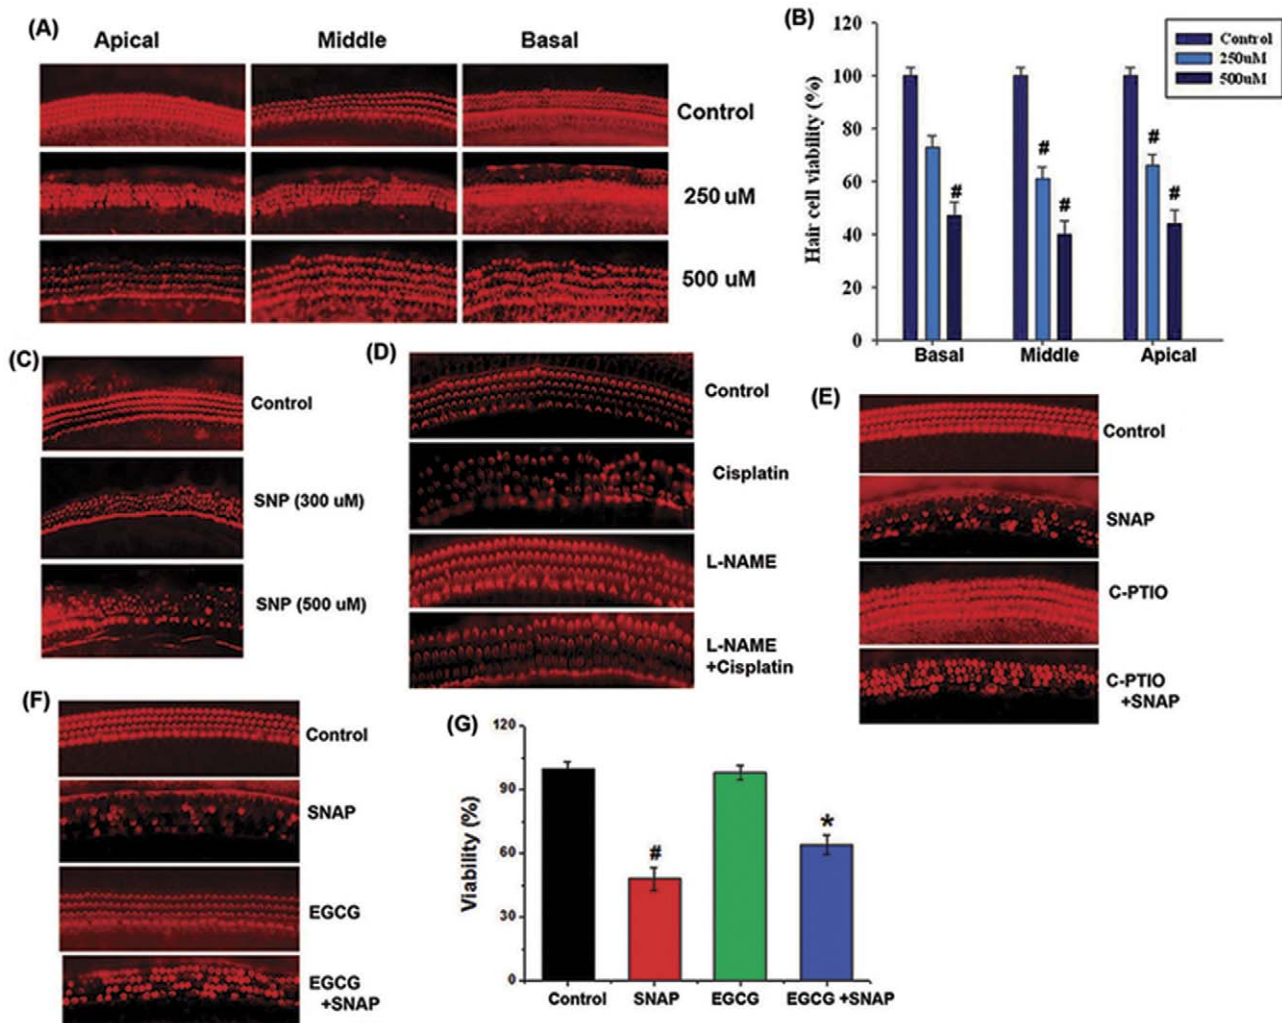 (A)
Apical Middle Basal
Control
250 uM
500 uM
(B)
120
100
80
60
40
20
0
Hair cell viability (%)
Control
250uM
500uM
#
#
#
#
#
Basal Middle Apical
(C)
Control
SNP (300 uM)
SNP (500 uM)
(D)
Control
Cisplatin
L-NAME
L-NAME
+Cisplatin
(E)
Control
SNAP
C-PTIO
C-PTIO
+SNAP
(F)
Control
SNAP
EGCG
EGCG
+SNAP
(G)
120
90
60
30
0
Viability (%)
#
*
Control SNAP EGCG EGCG +SNAP